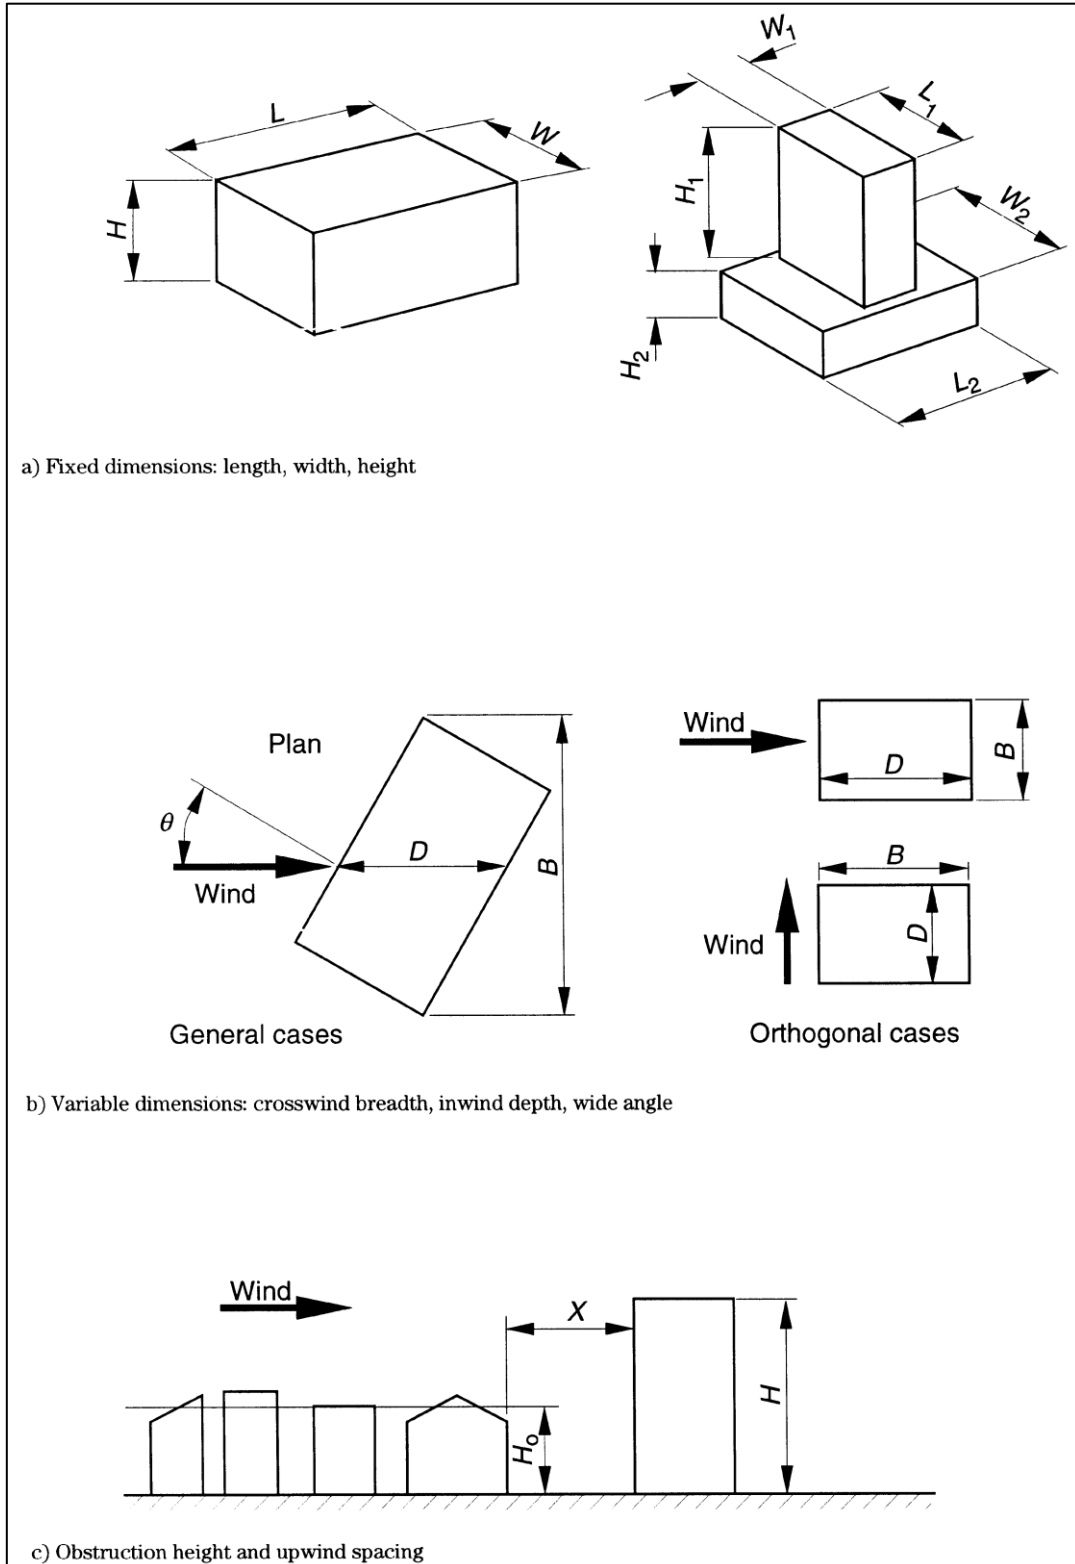 W₁
L
W
L₁
H
H₁
W₂
H₂
L₂
a) Fixed dimensions: length, width, height
Plan
θ
D
B
Wind
General cases
Wind
D
B
B
Wind
D
Orthogonal cases
b) Variable dimensions: crosswind breadth, inwind depth, wide angle
Wind
X
H
Hₒ
c) Obstruction height and upwind spacing